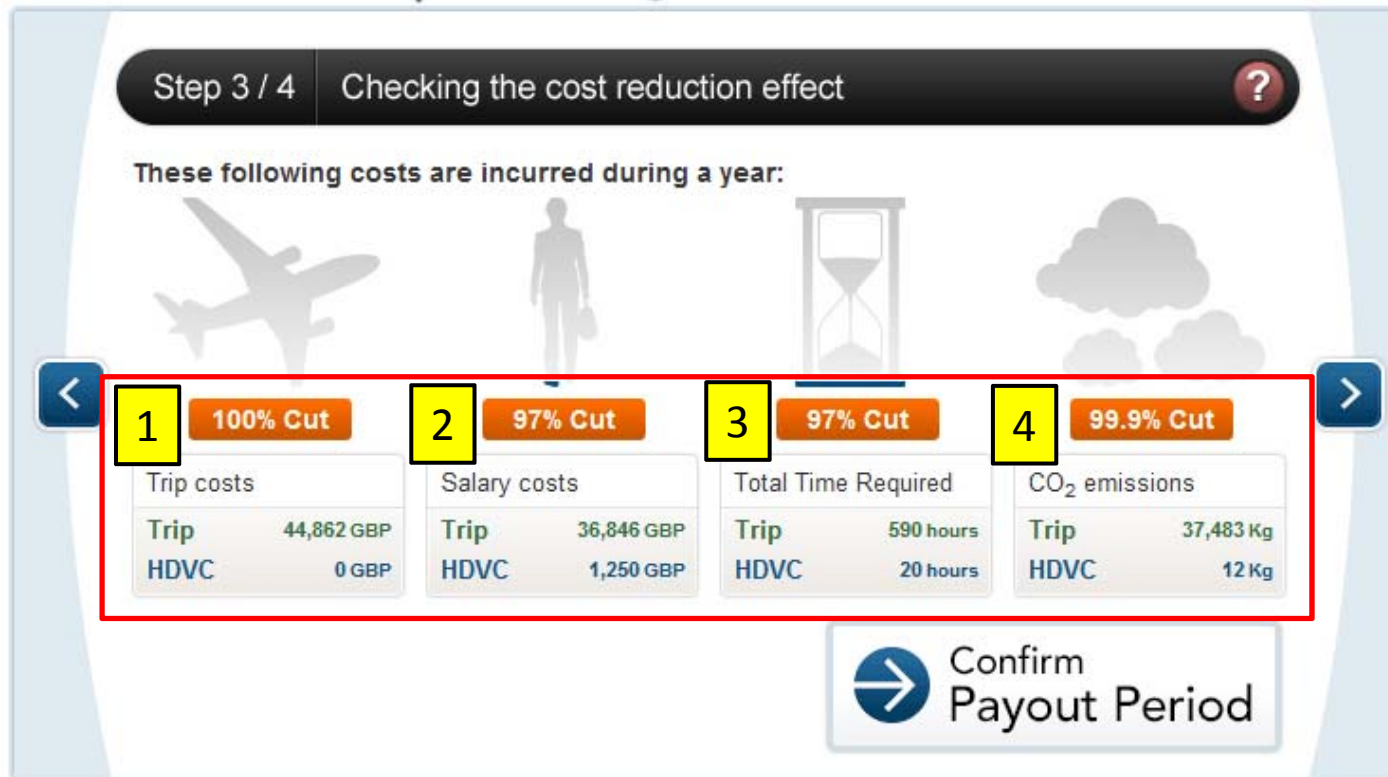 Step 3 / 4 Checking the cost reduction effect ?
These following costs are incurred during a year:
1 100% Cut
Trip costs
Trip 44,862 GBP
HDVC 0 GBP
2 97% Cut
Salary costs
Trip 36,846 GBP
HDVC 1,250 GBP
3 97% Cut
Total Time Required
Trip 590 hours
HDVC 20 hours
4 99.9% Cut
CO₂ emissions
Trip 37,483 Kg
HDVC 12 Kg
Confirm
Payout Period